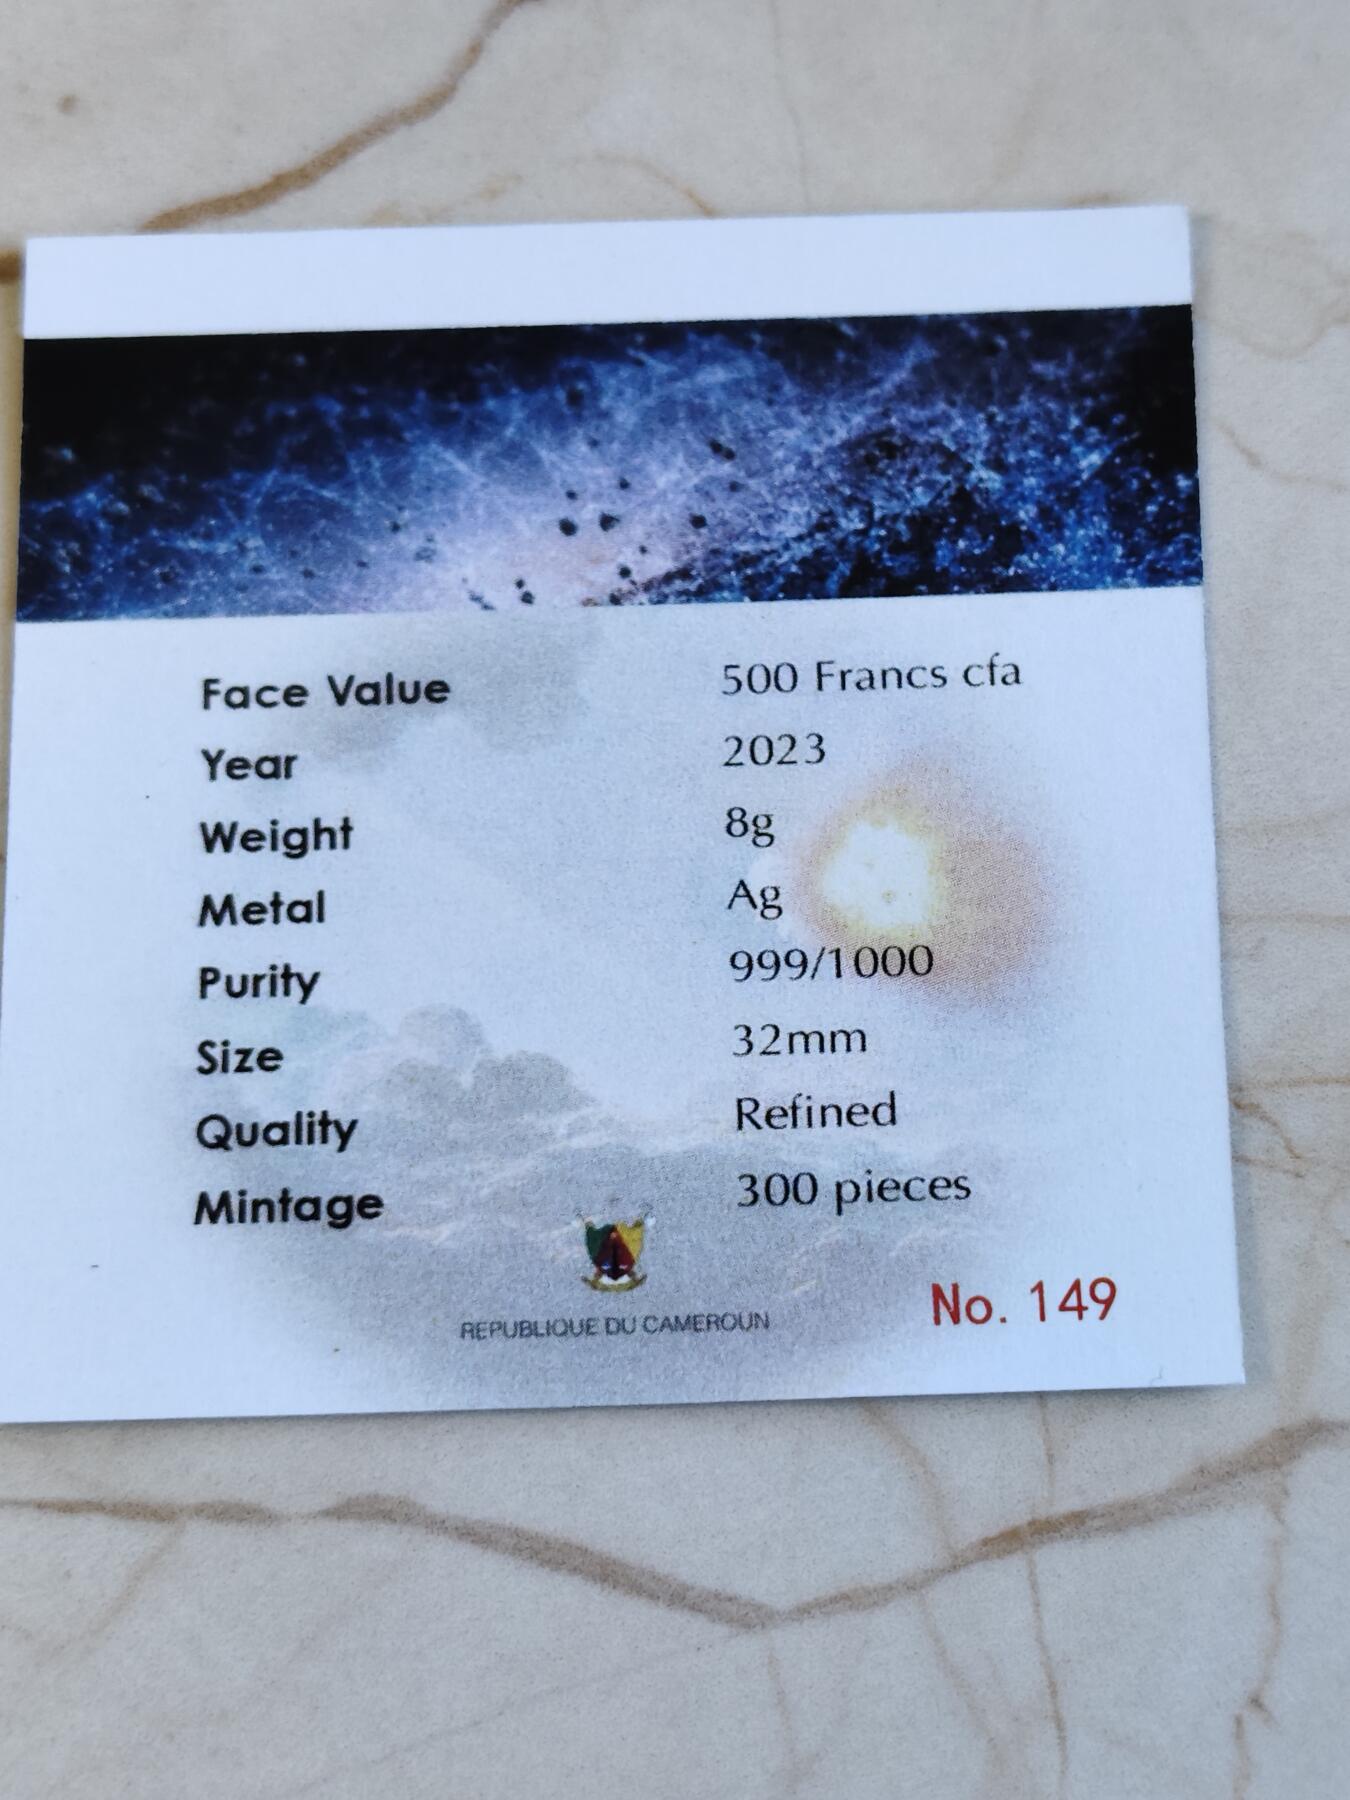 Face Value 500 Francs cfa
Year 2023
Weight 8g
Metal Ag
Purity 999/1000
Size 32mm
Quality Refined
Mintage 300 pieces
REPUBLIQUE DU CAMEROUN
No. 149